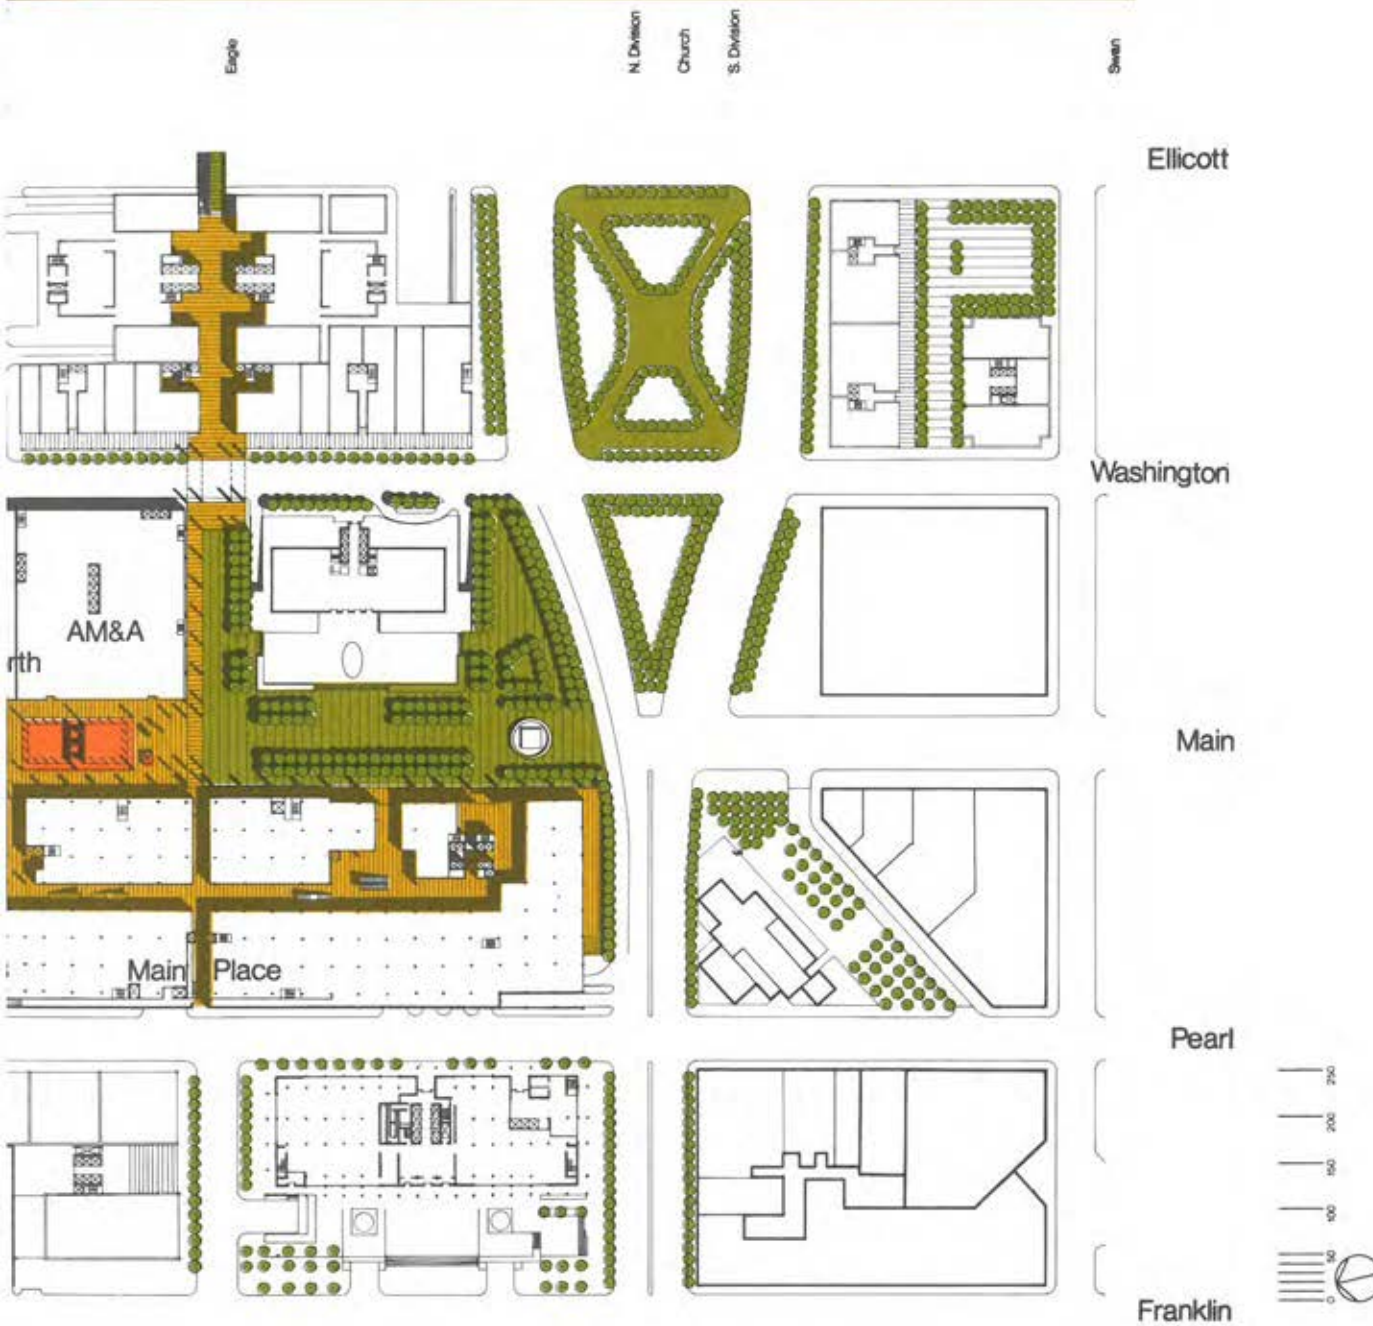 Eagle
N. Division
Church
S. Division
Swan
Ellicott
Washington
AM&A
rth
Main
Main Place
Pearl
250
200
150
100
50
0
Franklin